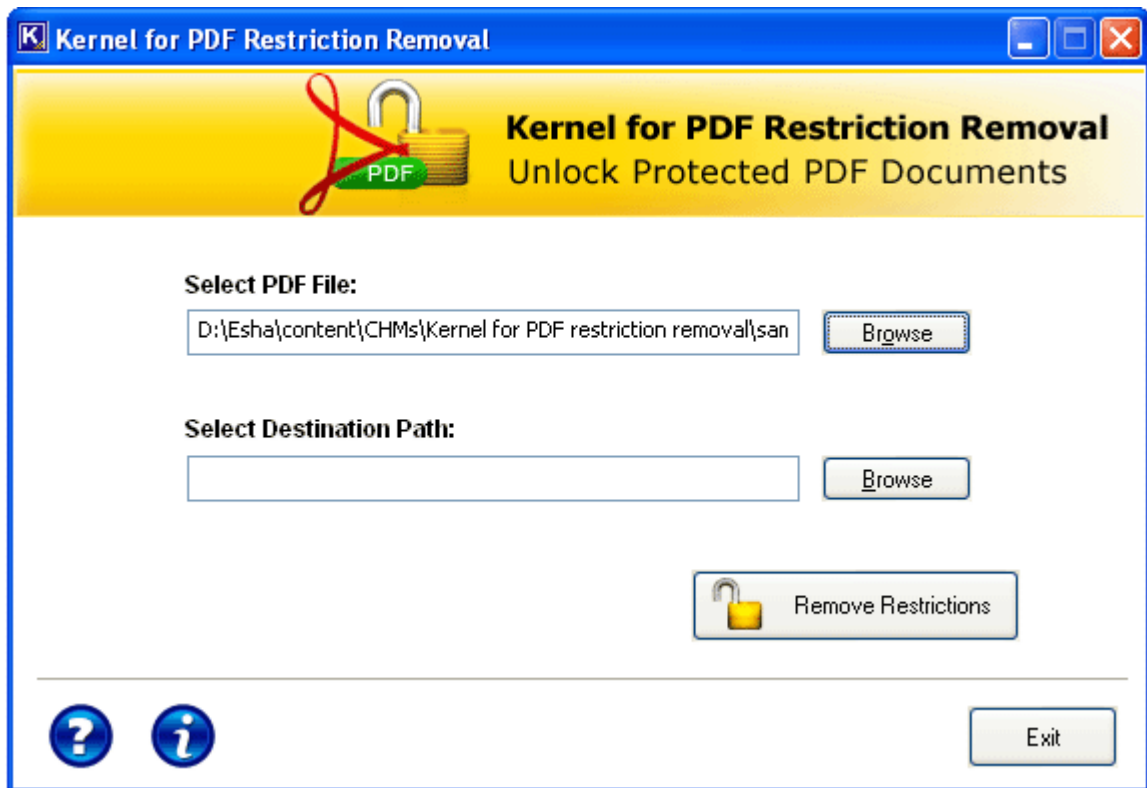 Kernel for PDF Restriction Removal
Kernel for PDF Restriction Removal
Unlock Protected PDF Documents
PDF
Select PDF File:
D:\Esha\content\CHMs\Kernel for PDF restriction removal\san
Browse
Select Destination Path:
Browse
Remove Restrictions
Exit